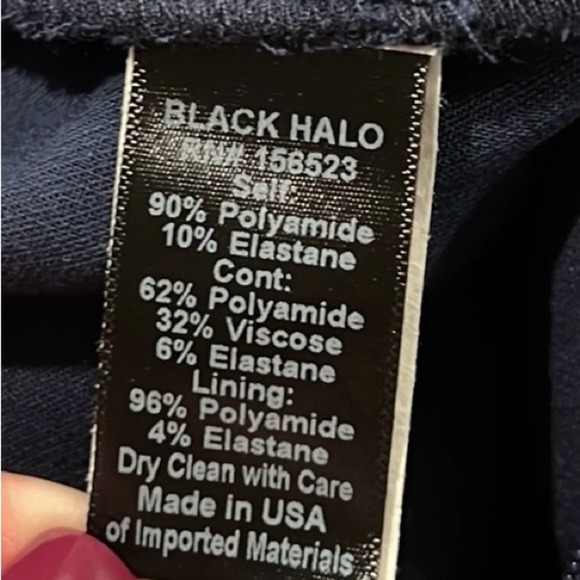 BLACK HALO
RN# 156523
Self:
90% Polyamide
10% Elastane
Cont:
62% Polyamide
32% Viscose
6% Elastane
Lining:
96% Polyamide
4% Elastane
Dry Clean with Care
Made in USA
of Imported Materials